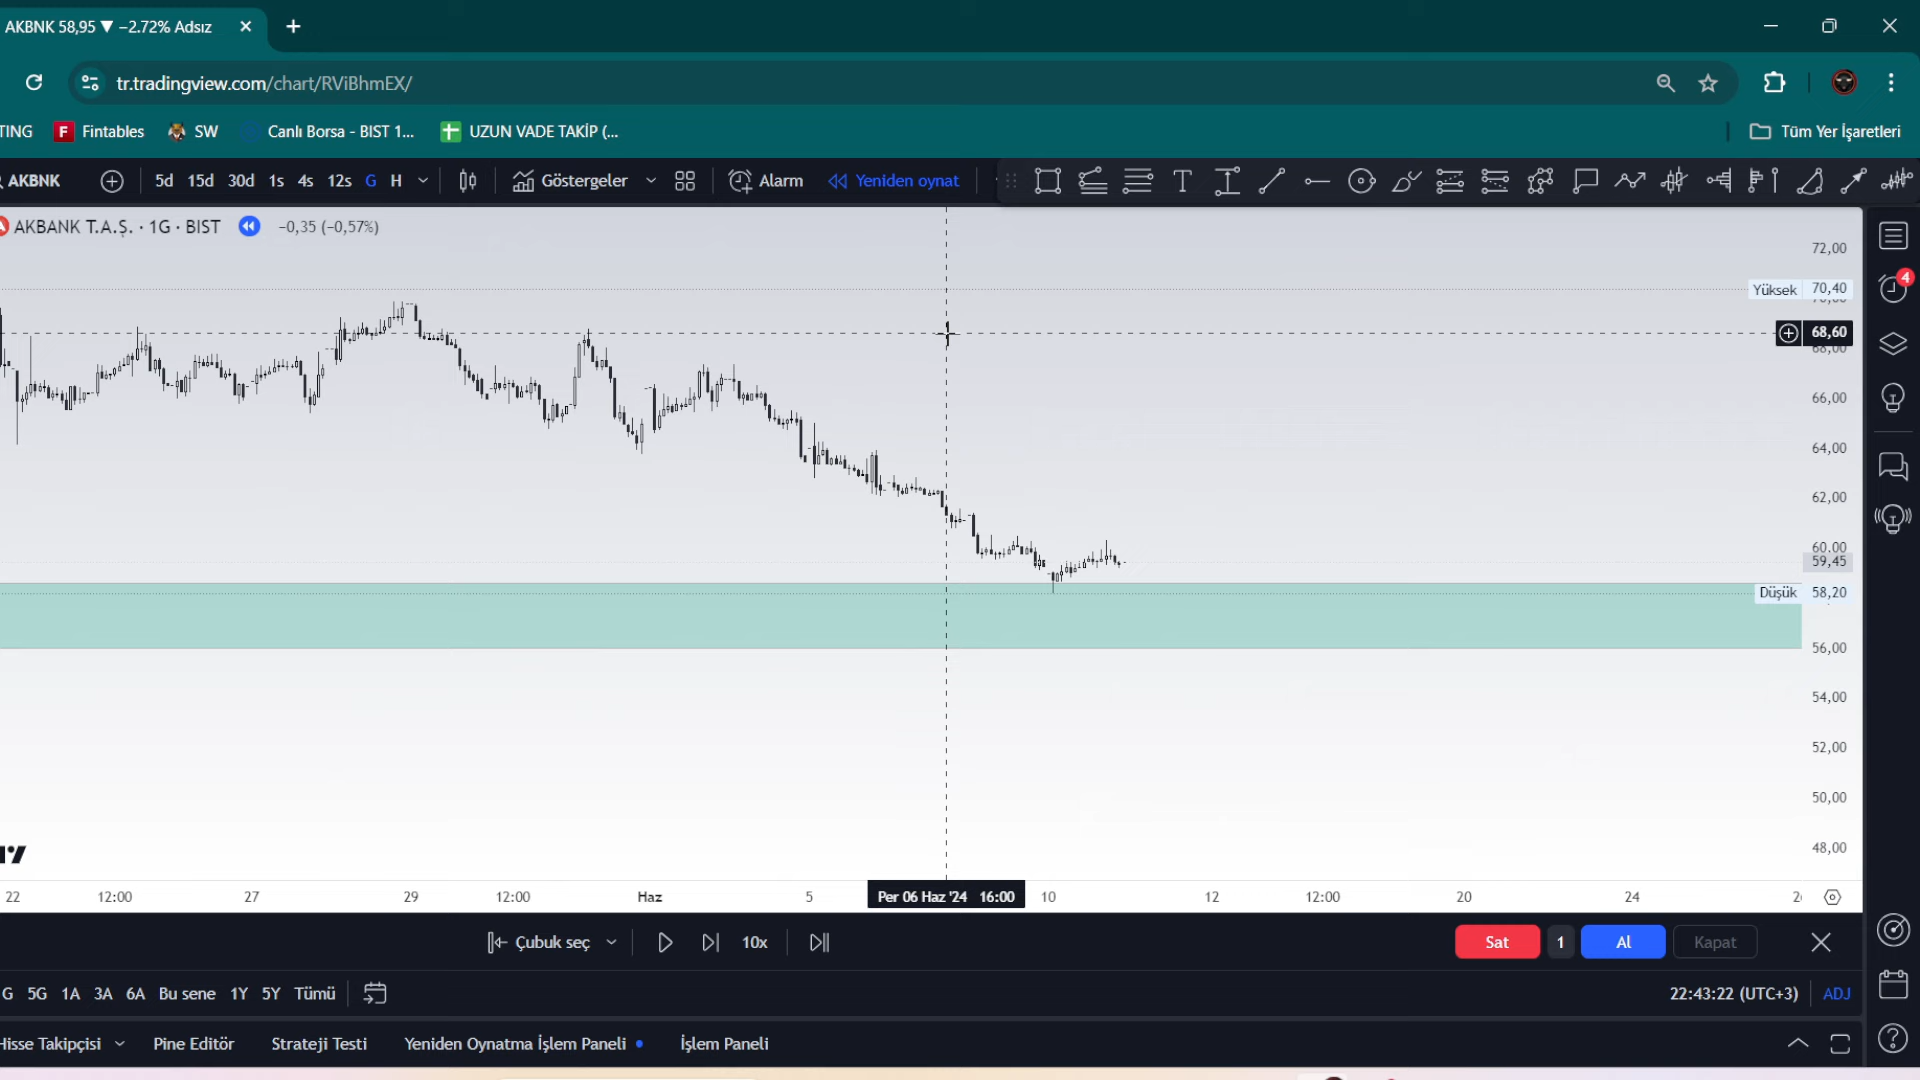 AKBNK 58,95 ▼ −2.72% Adsız
tr.tradingview.com/chart/RViBhmEX/
TING Fintables SW Canlı Borsa - BIST 1... UZUN VADE TAKİP (... Tüm Yer İşaretleri
AKBNK 5d 15d 30d 1s 4s 12s G H Göstergeler Alarm Yeniden oynat
AKBANK T.A.Ş. · 1G · BIST −0,35 (−0,57%)
4
72,00
Yüksek 70,40
68,60
68,00
66,00
64,00
62,00
60,00
59,45
Düşük 58,20
56,00
54,00
52,00
50,00
48,00
22 12:00 27 29 12:00 Haz 5 Per 06 Haz '24 16:00 10 12 12:00 20 24
Çubuk seç 10x Sat 1 Al Kapat
G 5G 1A 3A 6A Bu sene 1Y 5Y Tümü 22:43:22 (UTC+3) ADJ
Hisse Takipçisi Pine Editör Strateji Testi Yeniden Oynatma İşlem Paneli İşlem Paneli